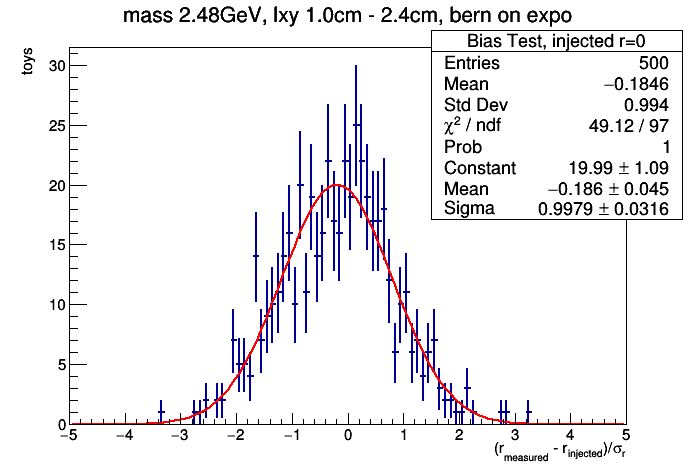 mass 2.48GeV, lxy 1.0cm - 2.4cm, bern on expo
Bias Test, injected r=0
Entries 500
Mean −0.1846
Std Dev 0.994
χ² / ndf 49.12 / 97
Prob 1
Constant 19.99 ± 1.09
Mean −0.186 ± 0.045
Sigma 0.9979 ± 0.0316
toys
30
25
20
15
10
5
0
−5 −4 −3 −2 −1 0 1 2 3 4 5
(r_measured - r_injected)/σ_r